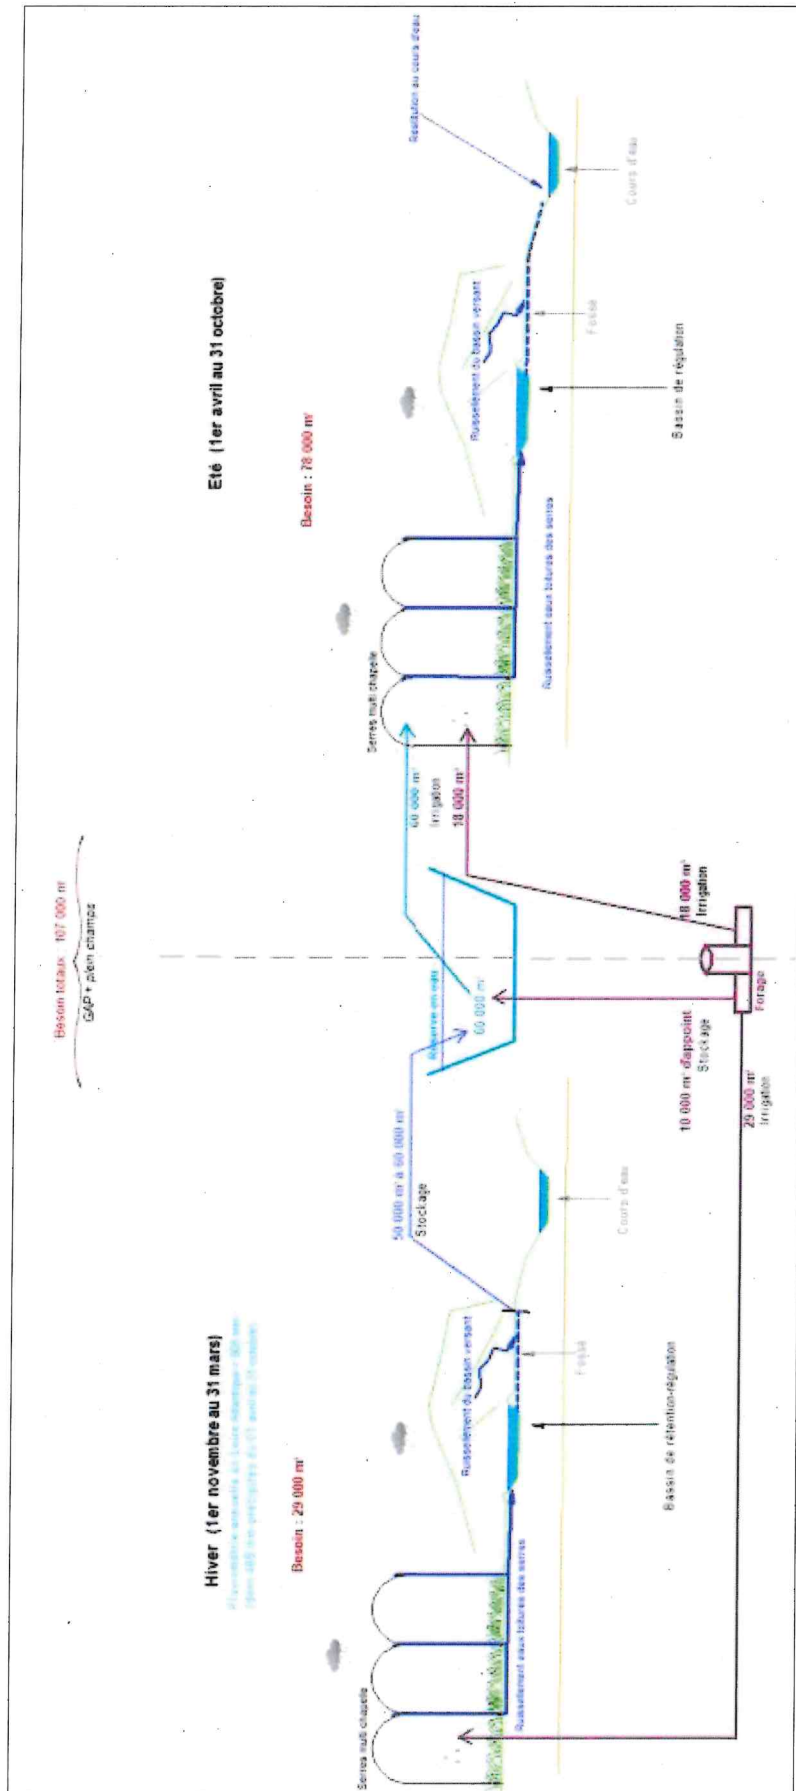 Besoin totaux : 107 000 m³
GAP + plein champs
Hiver (1er novembre au 31 mars)
Besoin : 29 000 m³
Serres multi chapelle
Ruissellement eaux toitures des serres
Ruissellement du bassin versant
Fossé
Cours d'eau
Bassin de rétention-régulation
50 000 m³ à 60 000 m³
Stockage
Réserve en eau
60 000 m³
10 000 m³ d'appoint
Stockage
29 000 m³
Irrigation
Forage
18 000 m³
Irrigation
60 000 m³
Irrigation
18 000 m³
Eté (1er avril au 31 octobre)
Besoin : 78 000 m³
Serres multi chapelle
Ruissellement eaux toitures des serres
Ruissellement du bassin versant
Fossé
Bassin de régulation
Cours d'eau
Restitution au cours d'eau